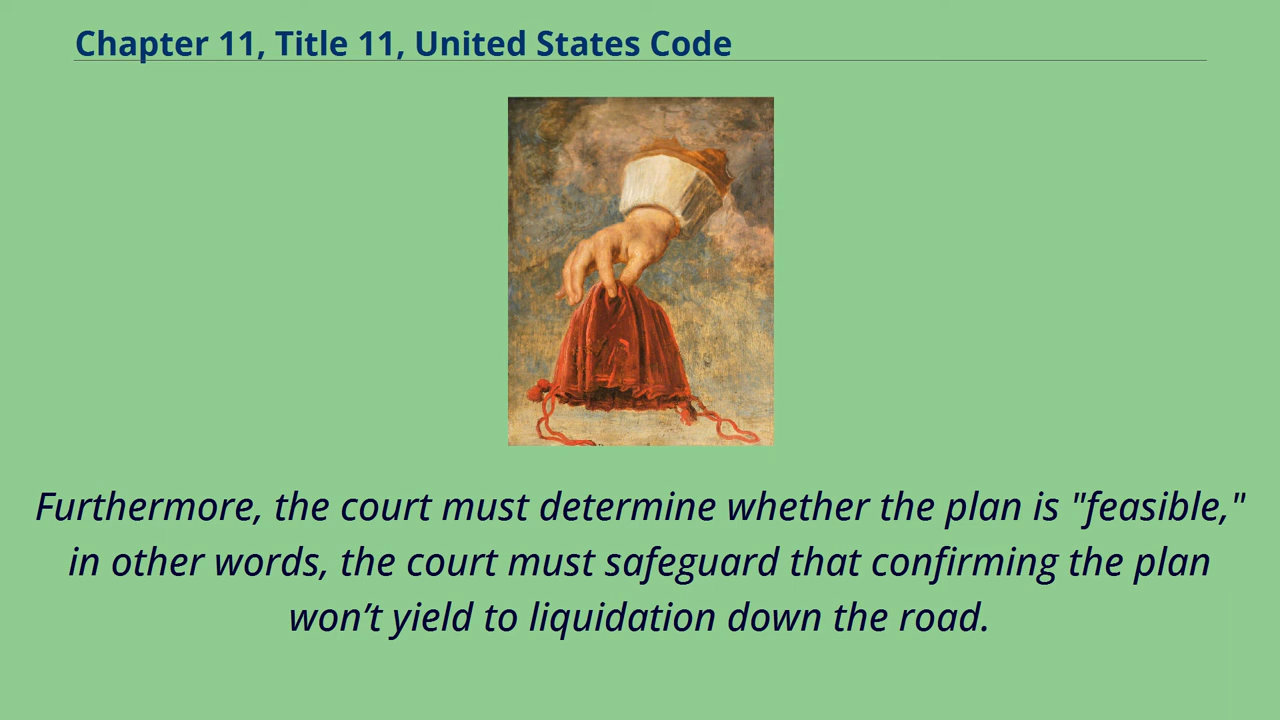 Chapter 11, Title 11, United States Code
Furthermore, the court must determine whether the plan is "feasible,"
in other words, the court must safeguard that confirming the plan
won’t yield to liquidation down the road.